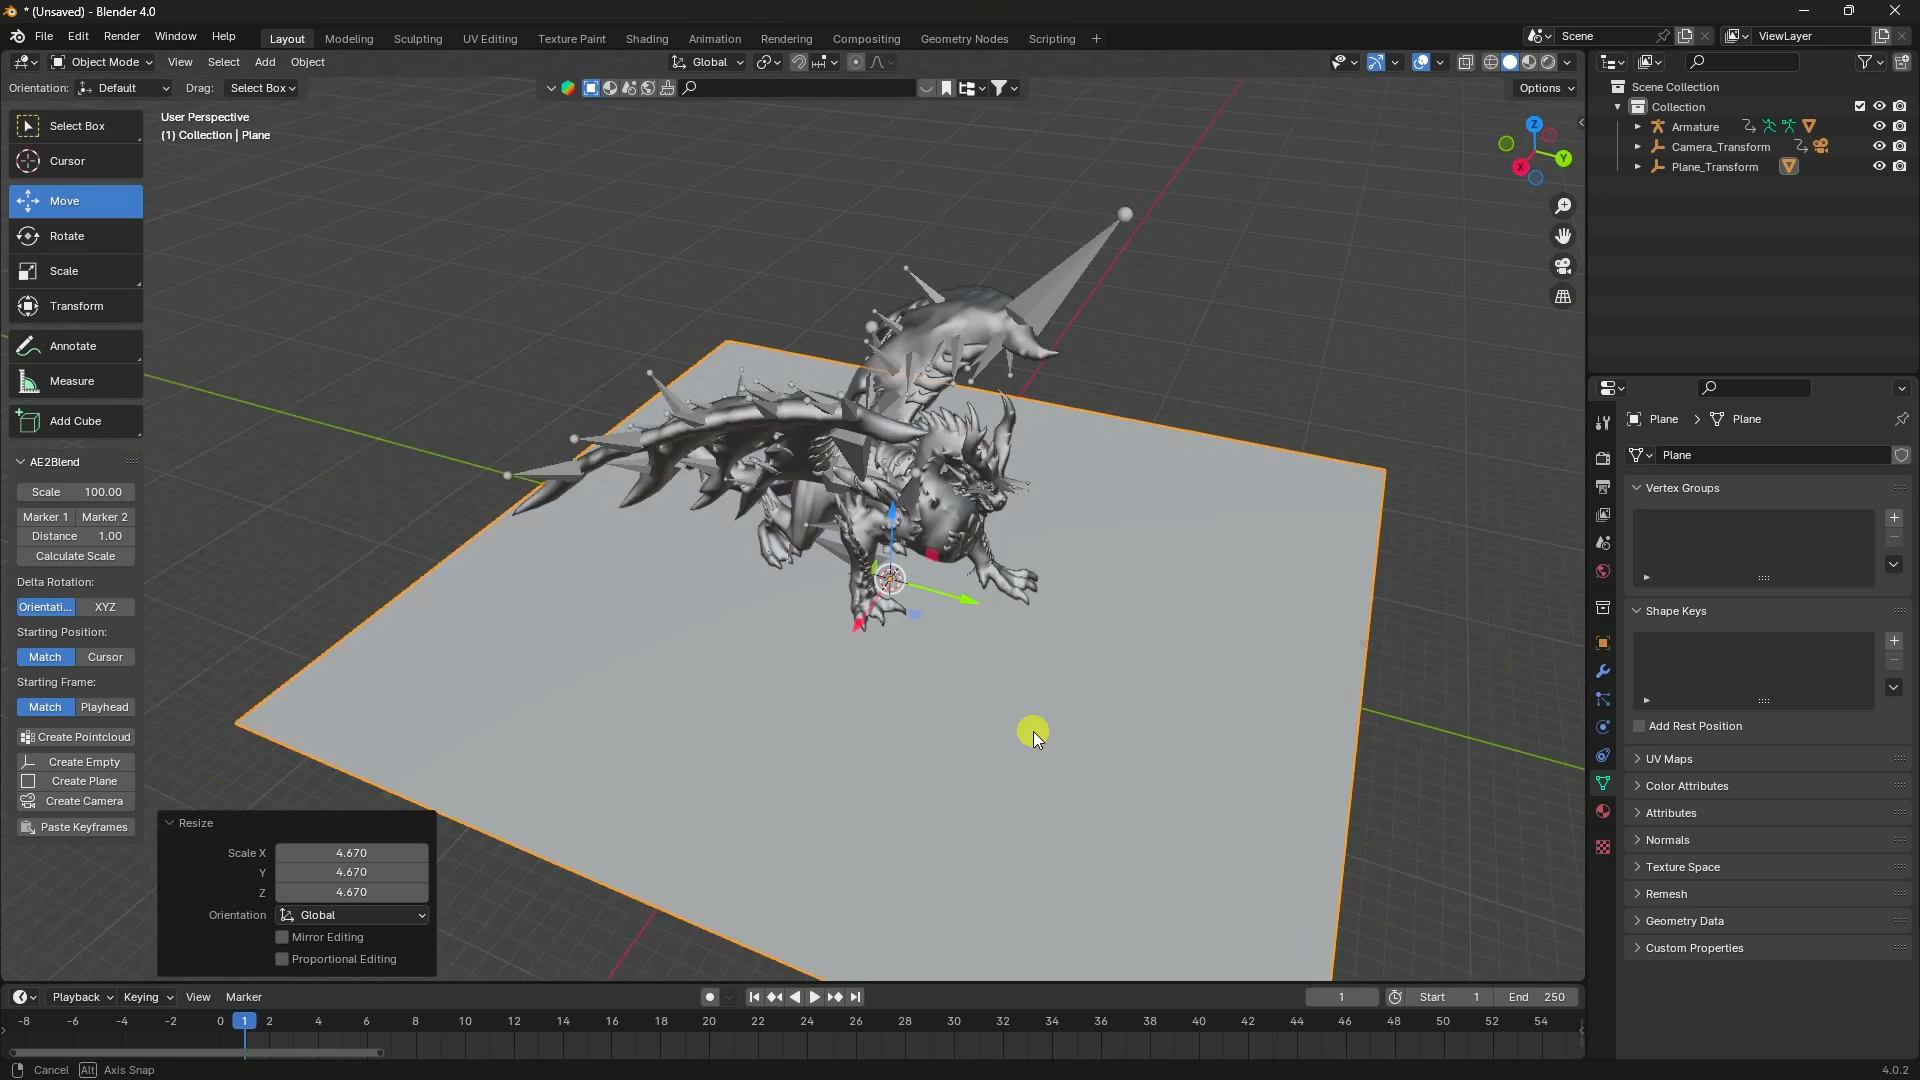 * (Unsaved) - Blender 4.0
File Edit Render Window Help
Layout Modeling Sculpting UV Editing Texture Paint Shading Animation Rendering Compositing Geometry Nodes Scripting +
Scene
ViewLayer
Object Mode View Select Add Object
Global
Orientation: Default Drag: Select Box
Options
User Perspective
(1) Collection | Plane
Select Box
Cursor
Move
Rotate
Scale
Transform
Annotate
Measure
Add Cube
AE2Blend
Scale 100.00
Marker 1 Marker 2
Distance 1.00
Calculate Scale
Delta Rotation:
Orientati... XYZ
Starting Position:
Match Cursor
Starting Frame:
Match Playhead
Create Pointcloud
Create Empty
Create Plane
Create Camera
Paste Keyframes
Resize
Scale X 4.670
Y 4.670
Z 4.670
Orientation Global
Mirror Editing
Proportional Editing
Z
Y
X
Scene Collection
Collection
Armature
Camera_Transform
Plane_Transform
Plane > Plane
Plane
Vertex Groups
Shape Keys
Add Rest Position
UV Maps
Color Attributes
Attributes
Normals
Texture Space
Remesh
Geometry Data
Custom Properties
Playback Keying View Marker
1 Start 1 End 250
-8 -6 -4 -2 0 1 2 4 6 8 10 12 14 16 18 20 22 24 26 28 30 32 34 36 38 40 42 44 46 48 50 52 54
Cancel Alt Axis Snap
4.0.2